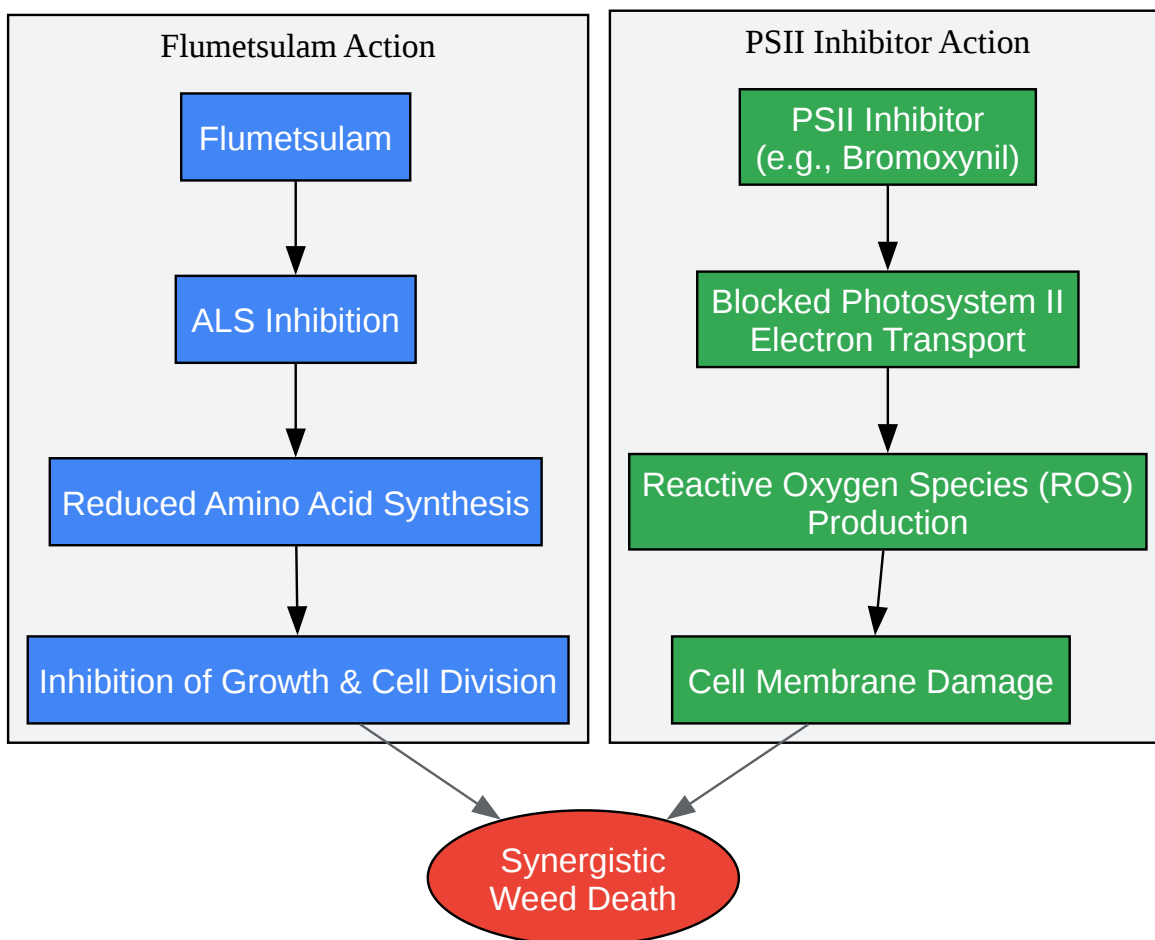 Flumetsulam Action
Flumetsulam
ALS Inhibition
Reduced Amino Acid Synthesis
Inhibition of Growth & Cell Division
PSII Inhibitor Action
PSII Inhibitor
(e.g., Bromoxynil)
Blocked Photosystem II
Electron Transport
Reactive Oxygen Species (ROS)
Production
Cell Membrane Damage
Synergistic
Weed Death